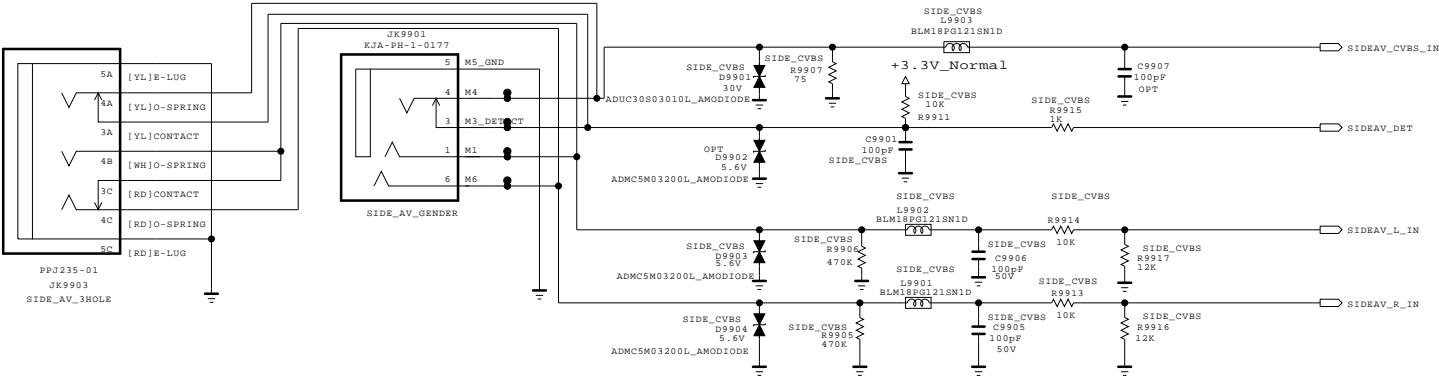 5A [YL]E-LUG
4A [YL]O-SPRING
3A [YL]CONTACT
4B [WH]O-SPRING
3C [RD]CONTACT
4C [RD]O-SPRING
5C [RD]E-LUG
PPJ235-01
JK9903
SIDE_AV_3HOLE
JK9901
KJA-PH-1-0177
5 M5_GND
4 M4
3 M3_DETECT
1 M1
6 M6
SIDE_AV_GENDER
SIDE_CVBS
D9901
30V
ADUC30S03010L_AMODIODE
SIDE_CVBS
R9907
75
SIDE_CVBS
L9903
BLM18PG121SN1D
+3.3V_Normal
SIDE_CVBS
10K
R9911
C9907
100pF
OPT
SIDEAV_CVBS_IN
OPT
D9902
5.6V
ADMC5M03200L_AMODIODE
C9901
100pF
SIDE_CVBS
SIDE_CVBS
R9915
1K
SIDEAV_DET
SIDE_CVBS
D9903
5.6V
ADMC5M03200L_AMODIODE
SIDE_CVBS
R9906
470K
SIDE_CVBS
L9902
BLM18PG121SN1D
SIDE_CVBS
C9906
100pF
50V
SIDE_CVBS
R9914
10K
SIDE_CVBS
R9917
12K
SIDEAV_L_IN
SIDE_CVBS
D9904
5.6V
ADMC5M03200L_AMODIODE
SIDE_CVBS
R9905
470K
SIDE_CVBS
L9901
BLM18PG121SN1D
SIDE_CVBS
C9905
100pF
50V
SIDE_CVBS
R9913
10K
SIDE_CVBS
R9916
12K
SIDEAV_R_IN